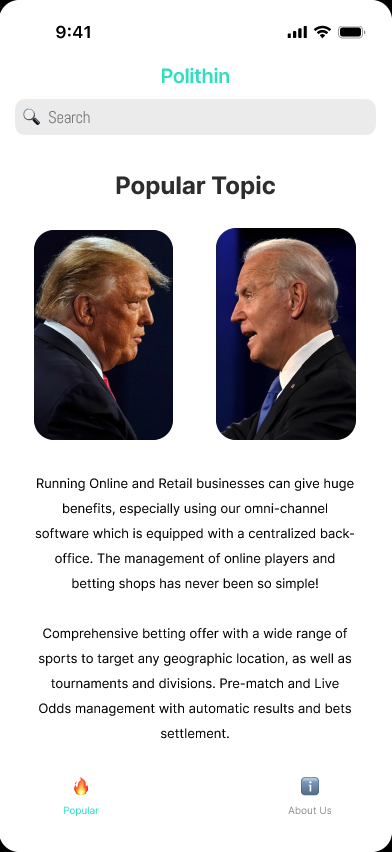 9:41
Polithin
Search
Popular Topic
Running Online and Retail businesses can give huge
benefits, especially using our omni-channel
software which is equipped with a centralized back-
office. The management of online players and
betting shops has never been so simple!
Comprehensive betting offer with a wide range of
sports to target any geographic location, as well as
tournaments and divisions. Pre-match and Live
Odds management with automatic results and bets
settlement.
Popular
About Us